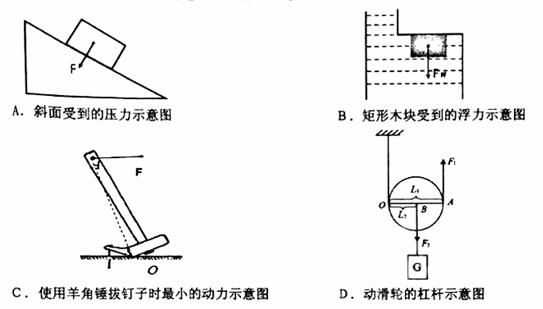 F
A. 斜面受到的压力示意图
F浮
B. 矩形木块受到的浮力示意图
F
O
C. 使用羊角锤拔钉子时最小的动力示意图
F₁
L₁
O
B
A
L₂
F₂
G
D. 动滑轮的杠杆示意图